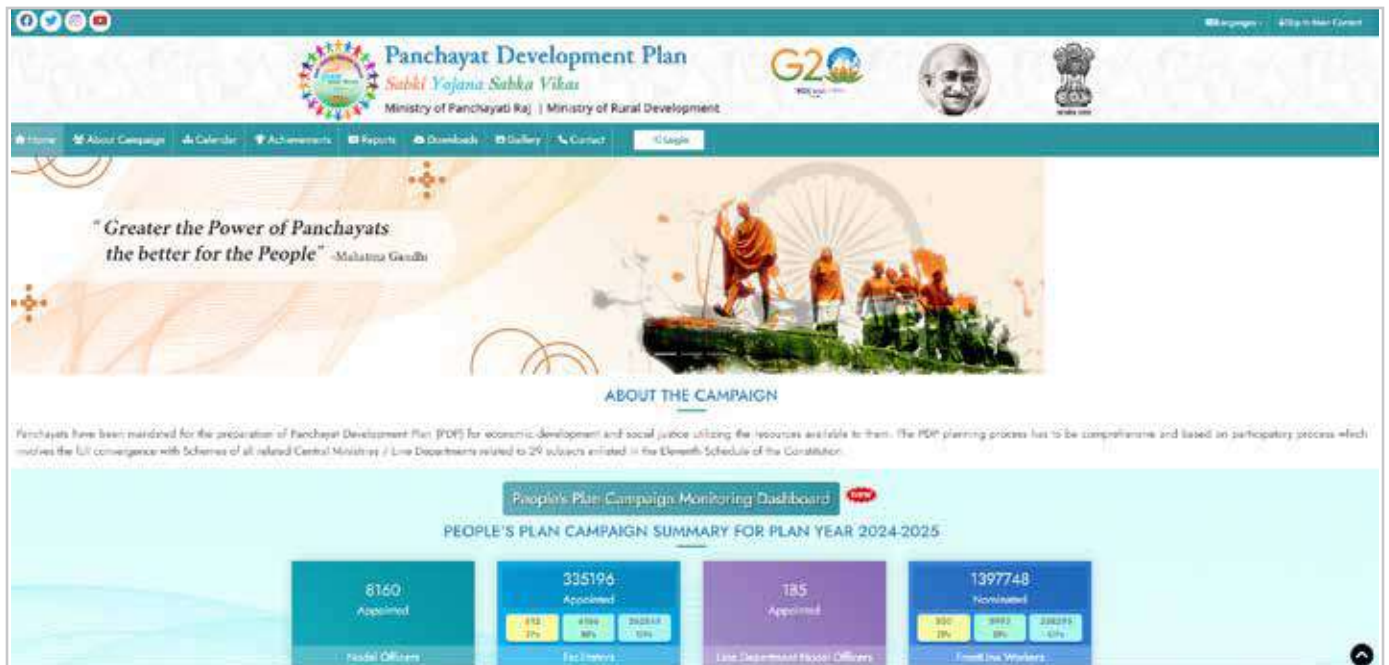 Languages
Skip to Main Content
Panchayat Development Plan
Sabki Yojana Sabka Vikas
Ministry of Panchayati Raj | Ministry of Rural Development
G20
Home About Campaign Calendar Achievements Reports Downloads Gallery Contact Login
" Greater the Power of Panchayats
the better for the People" -Mahatma Gandhi
ABOUT THE CAMPAIGN
Panchayats have been mandated for the preparation of Panchayat Development Plan (PDP) for economic development and social justice utilizing the resources available to them. The PDP planning process has to be comprehensive and based on participatory process which
involves the full convergence with Schemes of all related Central Ministries / Line Departments related to 29 subjects enlisted in the Eleventh Schedule of the Constitution.
People's Plan Campaign Monitoring Dashboard new
PEOPLE'S PLAN CAMPAIGN SUMMARY FOR PLAN YEAR 2024-2025
8160
Appointed
Nodal Officers
335196
Appointed
Facilitators
185
Appointed
Line Department Nodal Officers
1397748
Nominated
FrontLine Workers